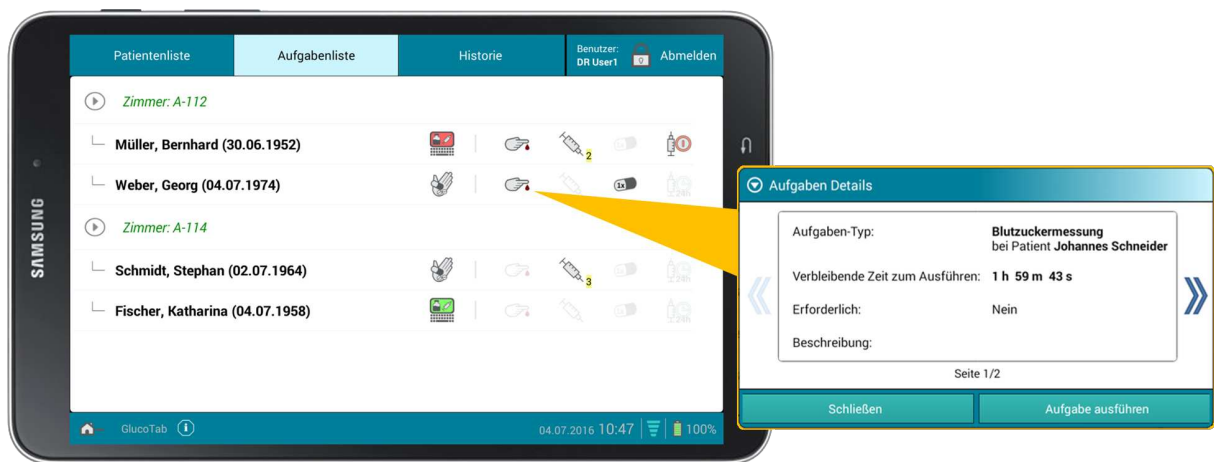 Patientenliste
Aufgabenliste
Historie
Benutzer:
DR User1
Abmelden
Zimmer: A-112
Müller, Bernhard (30.06.1952)
2
Weber, Georg (04.07.1974)
1x
Zimmer: A-114
Schmidt, Stephan (02.07.1964)
3
Fischer, Katharina (04.07.1958)
GlucoTab
04.07.2016 10:47
100%
SAMSUNG
Aufgaben Details
Aufgaben-Typ:
Blutzuckermessung
bei Patient Johannes Schneider
Verbleibende Zeit zum Ausführen: 1 h 59 m 43 s
Erforderlich: Nein
Beschreibung:
Seite 1/2
Schließen
Aufgabe ausführen